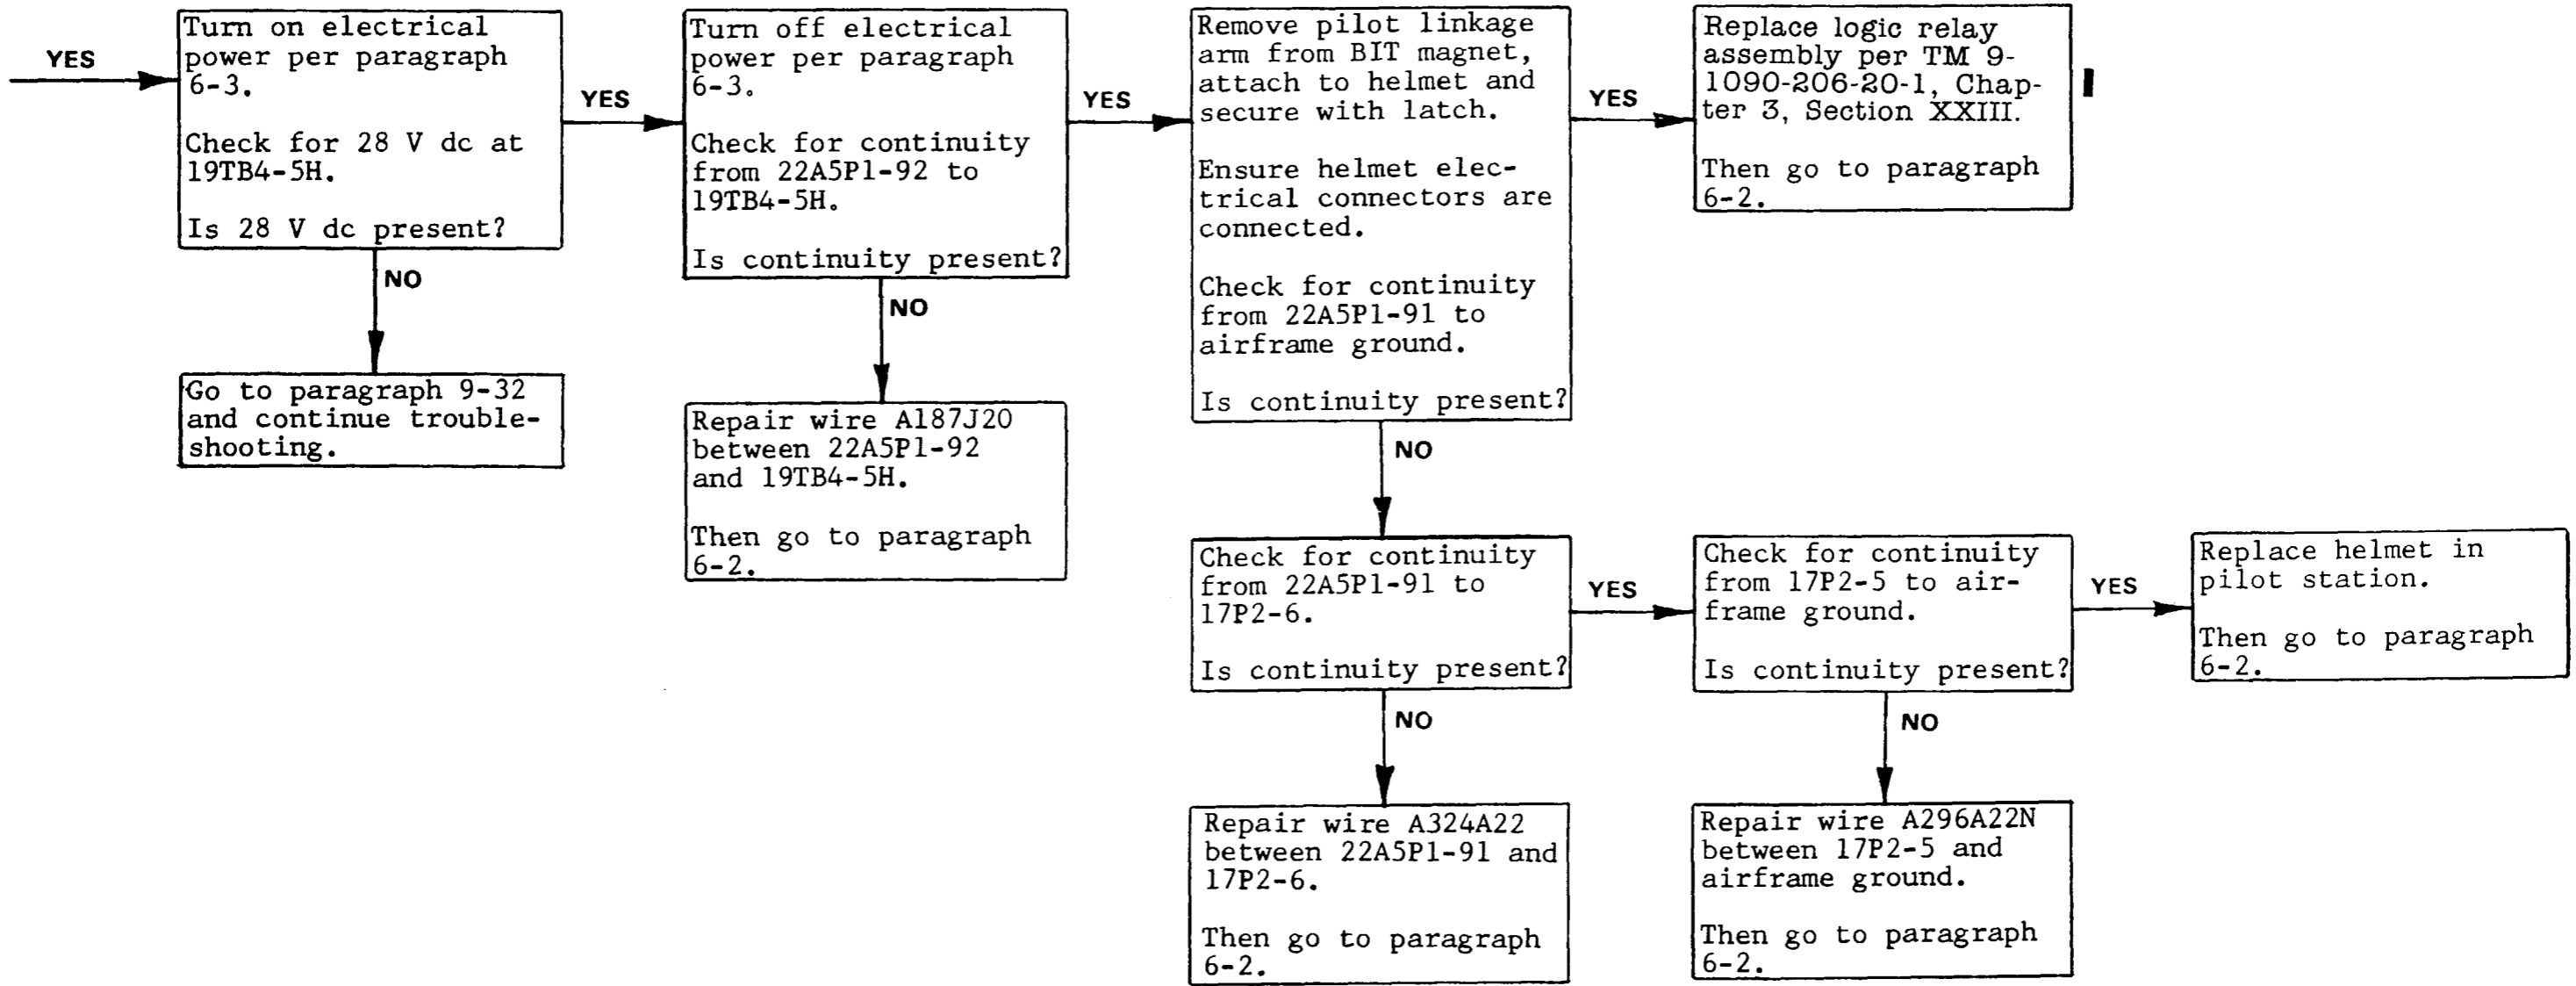 YES
Turn on electrical
power per paragraph
6-3.
Check for 28 V dc at
19TB4-5H.
Is 28 V dc present?
NO
Go to paragraph 9-32
and continue trouble-
shooting.
YES
Turn off electrical
power per paragraph
6-3.
Check for continuity
from 22A5P1-92 to
19TB4-5H.
Is continuity present?
NO
Repair wire A187J20
between 22A5P1-92
and 19TB4-5H.
Then go to paragraph
6-2.
YES
Remove pilot linkage
arm from BIT magnet,
attach to helmet and
secure with latch.
Ensure helmet elec-
trical connectors are
connected.
Check for continuity
from 22A5P1-91 to
airframe ground.
Is continuity present?
YES
Replace logic relay
assembly per TM 9-
1090-206-20-1, Chap-
ter 3, Section XXIII.
Then go to paragraph
6-2.
NO
Check for continuity
from 22A5P1-91 to
17P2-6.
Is continuity present?
YES
Check for continuity
from 17P2-5 to air-
frame ground.
Is continuity present?
YES
Replace helmet in
pilot station.
Then go to paragraph
6-2.
NO
Repair wire A324A22
between 22A5P1-91 and
17P2-6.
Then go to paragraph
6-2.
NO
Repair wire A296A22N
between 17P2-5 and
airframe ground.
Then go to paragraph
6-2.